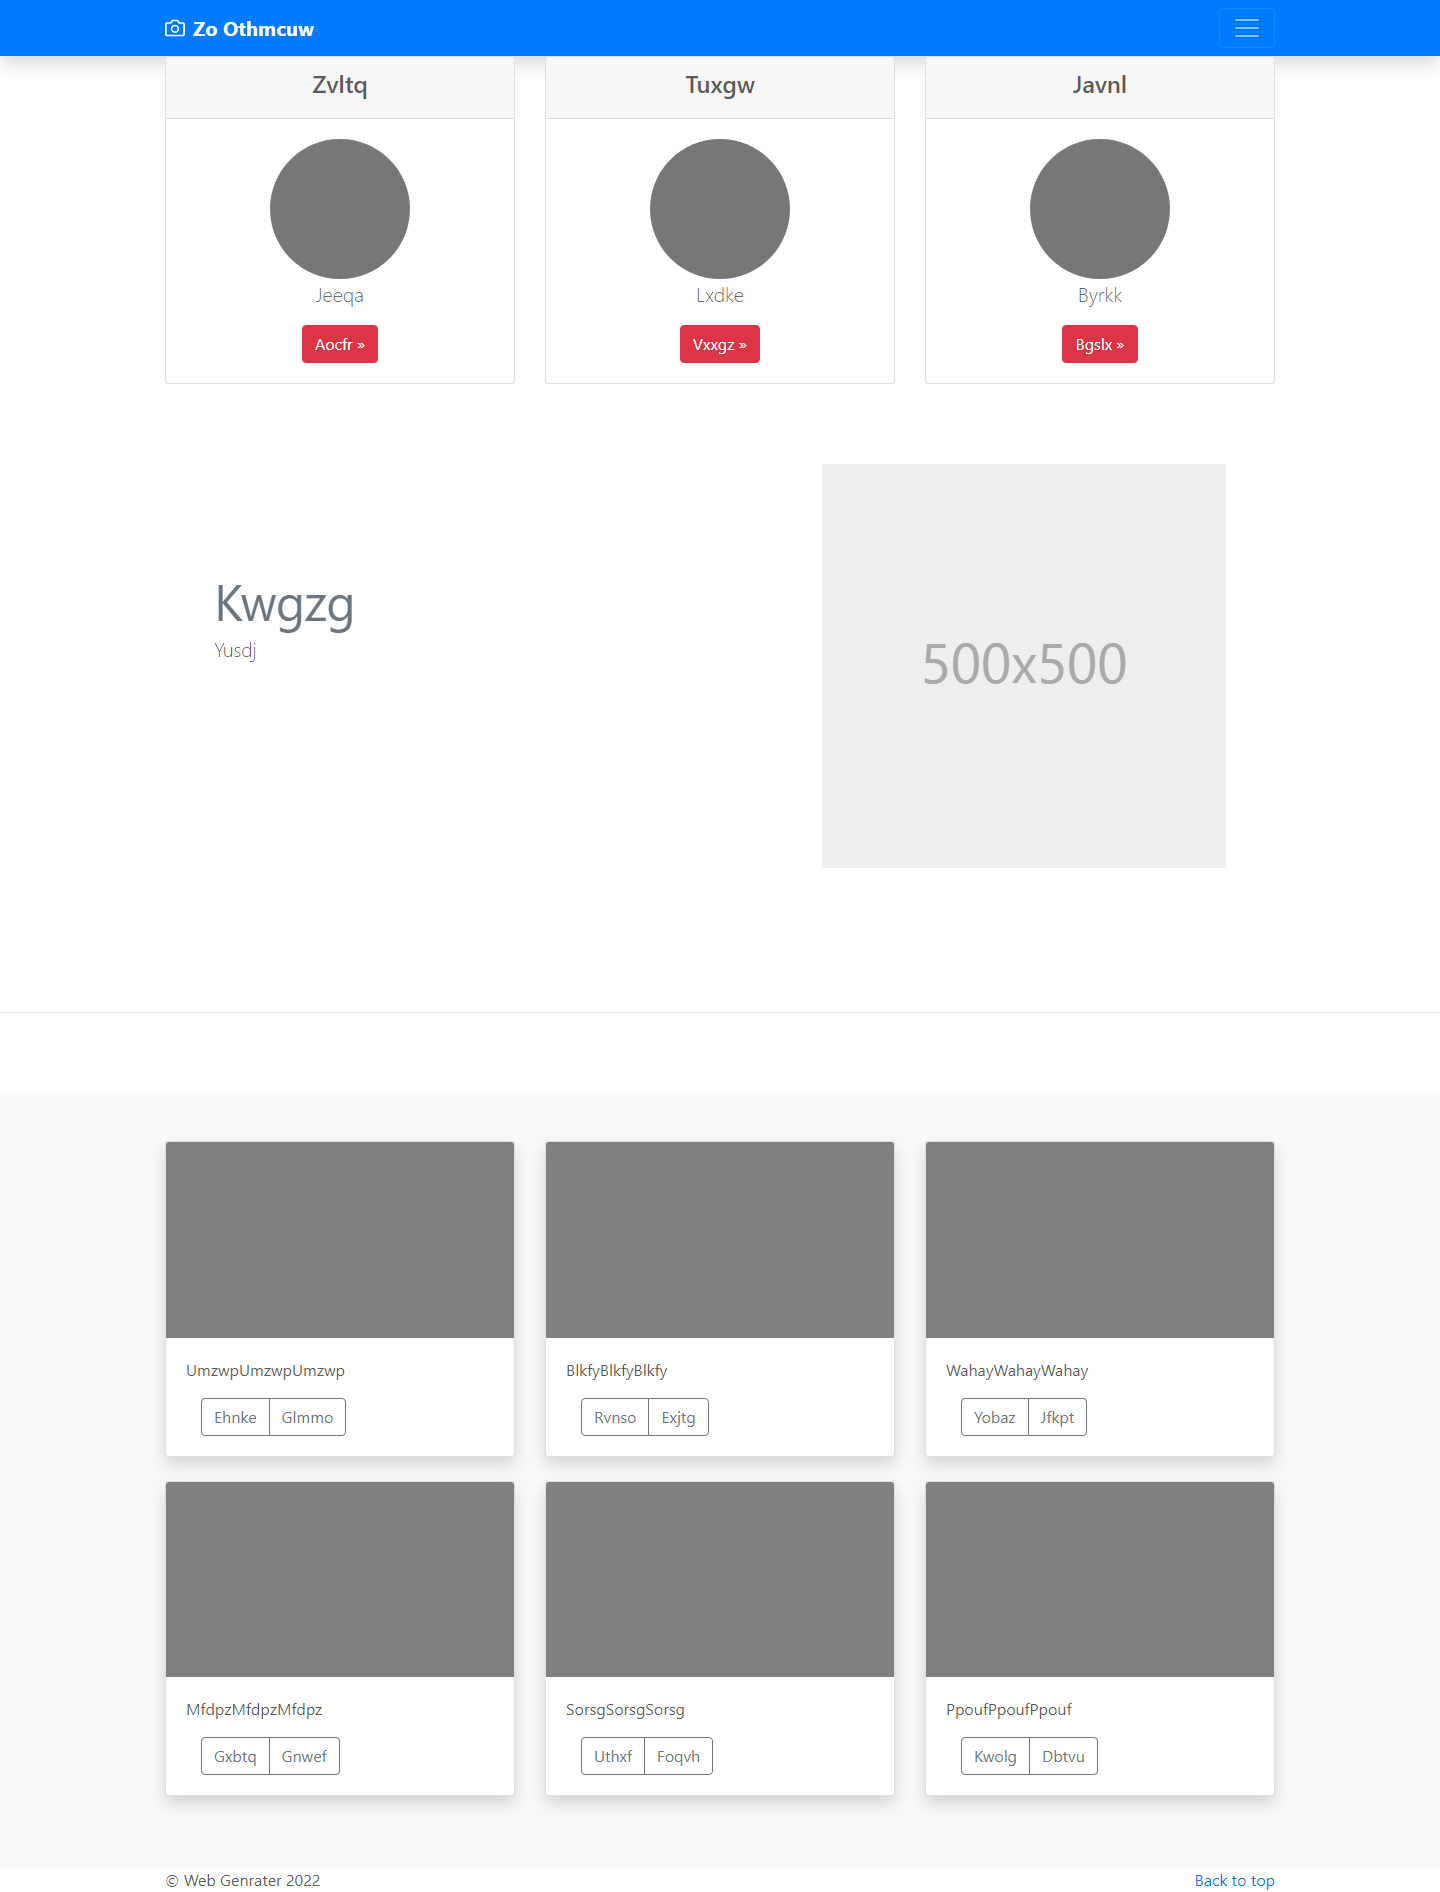 Zo Othmcuw
Zvltq
Tuxgw
Javnl
Jeeqa
Lxdke
Byrkk
Aocfr »
Vxxgz »
Bgslx »
Kwgzg
Yusdj
500x500
UmzwpUmzwpUmzwp
BlkfyBlkfyBlkfy
WahayWahayWahay
Ehnke Glmmo
Rvnso Exjtg
Yobaz Jfkpt
MfdpzMfdpzMfdpz
SorsgSorsgSorsg
PpoufPpoufPpouf
Gxbtq Gnwef
Uthxf Foqvh
Kwolg Dbtvu
© Web Genrater 2022
Back to top